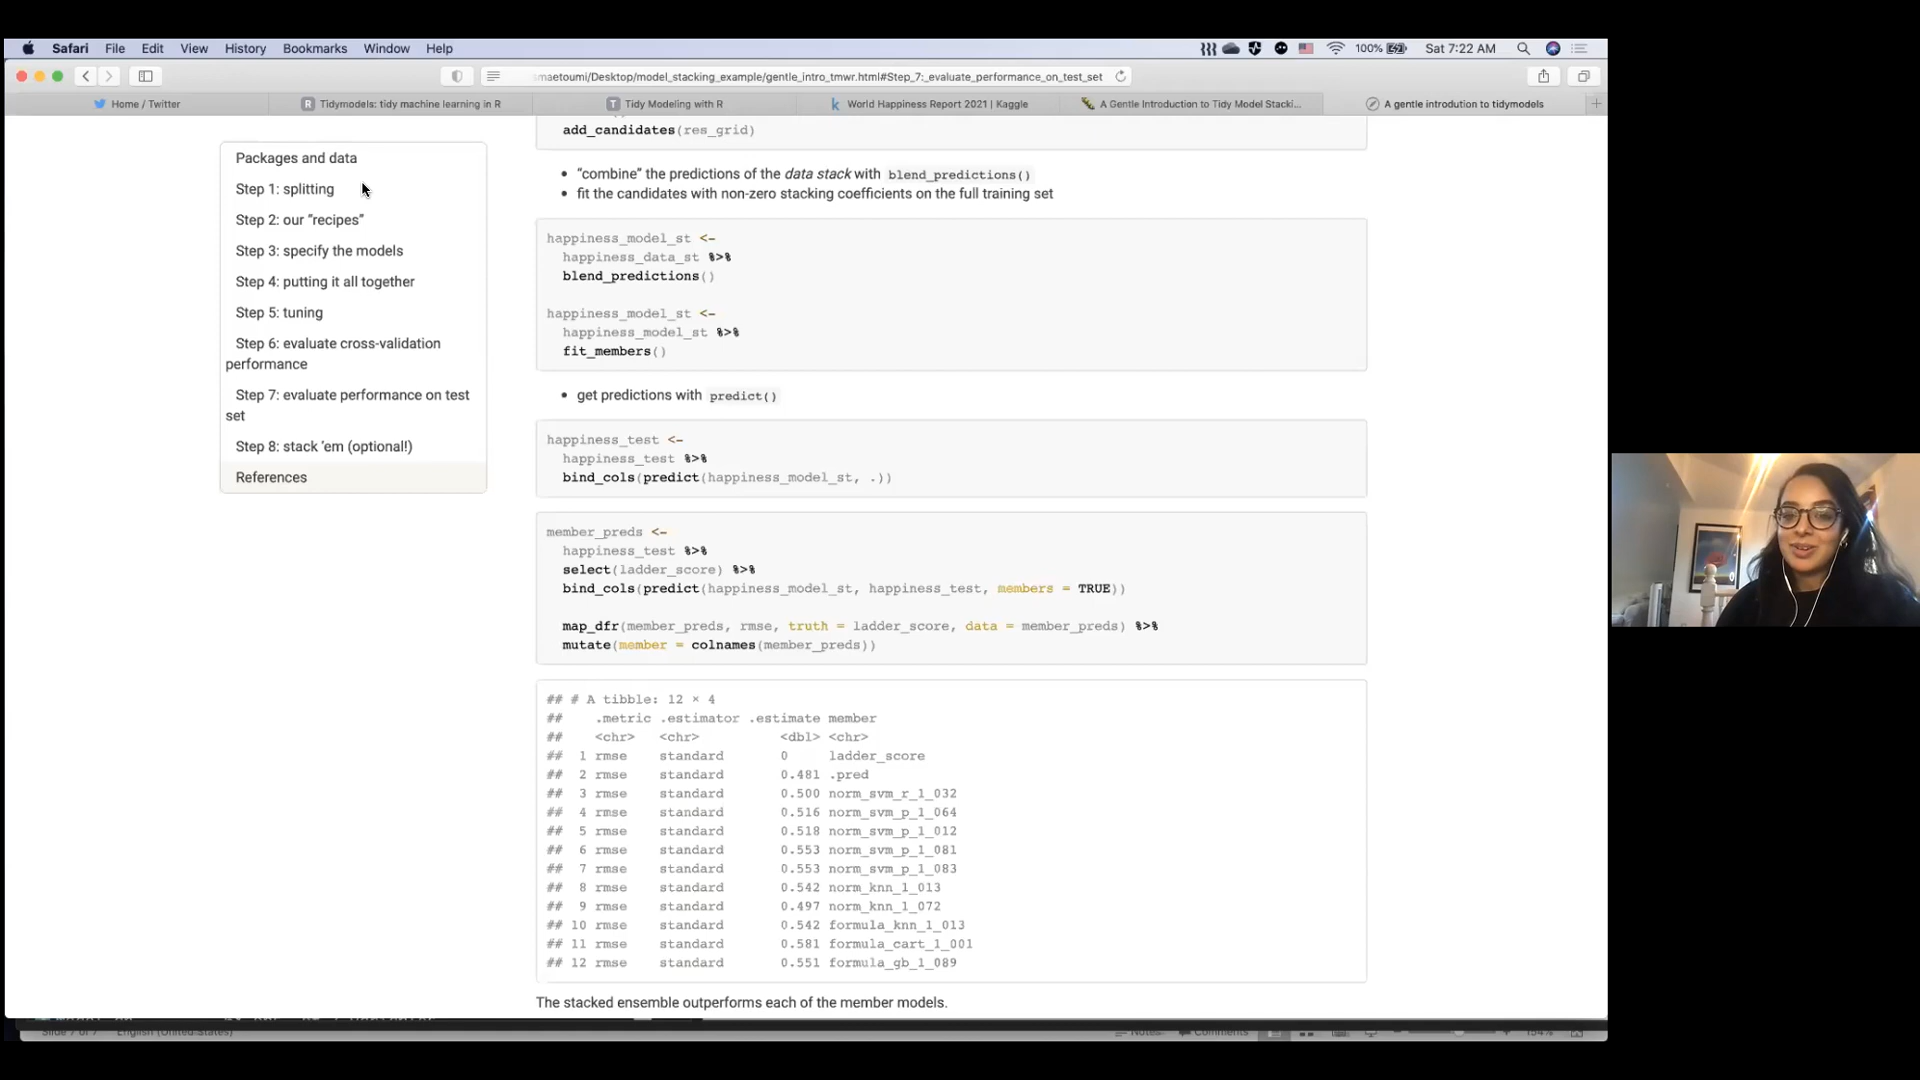 Safari File Edit View History Bookmarks Window Help 100% Sat 7:22 AM
smaetoumi/Desktop/model_stacking_example/gentle_intro_tmwr.html#Step_7:_evaluate_performance_on_test_set
Home / Twitter
Tidymodels: tidy machine learning in R
Tidy Modeling with R
World Happiness Report 2021 | Kaggle
A Gentle Introduction to Tidy Model Stacki...
A gentle introdution to tidymodels
Packages and data
Step 1: splitting
Step 2: our “recipes”
Step 3: specify the models
Step 4: putting it all together
Step 5: tuning
Step 6: evaluate cross-validation
performance
Step 7: evaluate performance on test
set
Step 8: stack ’em (optional!)
References
add_candidates(res_grid)
• “combine” the predictions of the data stack with blend_predictions()
• fit the candidates with non-zero stacking coefficients on the full training set
happiness_model_st <-
happiness_data_st %>%
blend_predictions()
happiness_model_st <-
happiness_model_st %>%
fit_members()
• get predictions with predict()
happiness_test <-
happiness_test %>%
bind_cols(predict(happiness_model_st, .))
member_preds <-
happiness_test %>%
select(ladder_score) %>%
bind_cols(predict(happiness_model_st, happiness_test, members = TRUE))
map_dfr(member_preds, rmse, truth = ladder_score, data = member_preds) %>%
mutate(member = colnames(member_preds))
## # A tibble: 12 × 4
## .metric .estimator .estimate member
## <chr> <chr> <dbl> <chr>
## 1 rmse standard 0 ladder_score
## 2 rmse standard 0.481 .pred
## 3 rmse standard 0.500 norm_svm_r_1_032
## 4 rmse standard 0.516 norm_svm_p_1_064
## 5 rmse standard 0.518 norm_svm_p_1_012
## 6 rmse standard 0.553 norm_svm_p_1_081
## 7 rmse standard 0.553 norm_svm_p_1_083
## 8 rmse standard 0.542 norm_knn_1_013
## 9 rmse standard 0.497 norm_knn_1_072
## 10 rmse standard 0.542 formula_knn_1_013
## 11 rmse standard 0.581 formula_cart_1_001
## 12 rmse standard 0.551 formula_gb_1_089
The stacked ensemble outperforms each of the member models.
Slide 7 of 7 English (United States) Notes Comments 154%